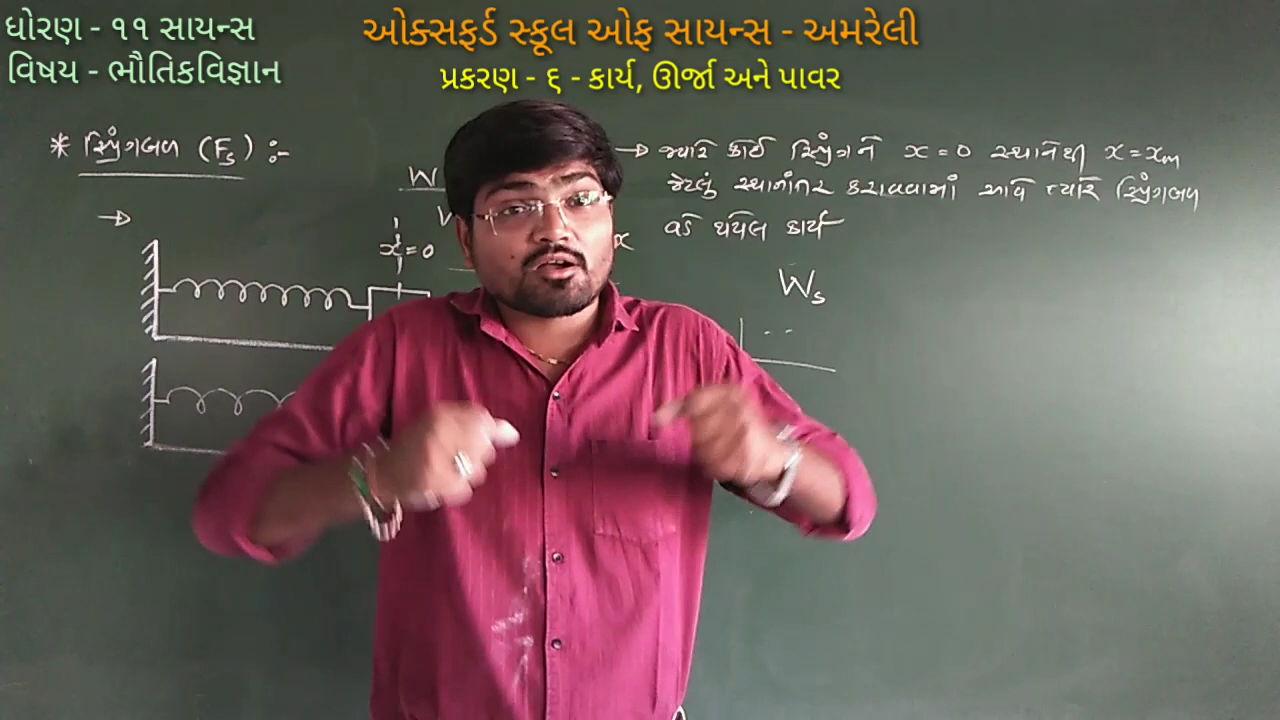 ધોરણ - ૧૧ સાયન્સ
વિષય - ભૌતિકવિજ્ઞાન
ઓક્સફર્ડ સ્કૂલ ઓફ સાયન્સ - અમરેલી
પ્રકરણ - ૬ - કાર્ય, ઊર્જા અને પાવર
* સ્પ્રિંગબળ (Fs) :-
W
x = 0
x
→ જ્યારે કોઈ સ્પ્રિંગને x = 0 સ્થાનેથી x = xm
જેટલું સ્થાનાંતર કરાવવામાં આવે ત્યારે સ્પ્રિંગબળ
વડે થયેલ કાર્ય
Ws